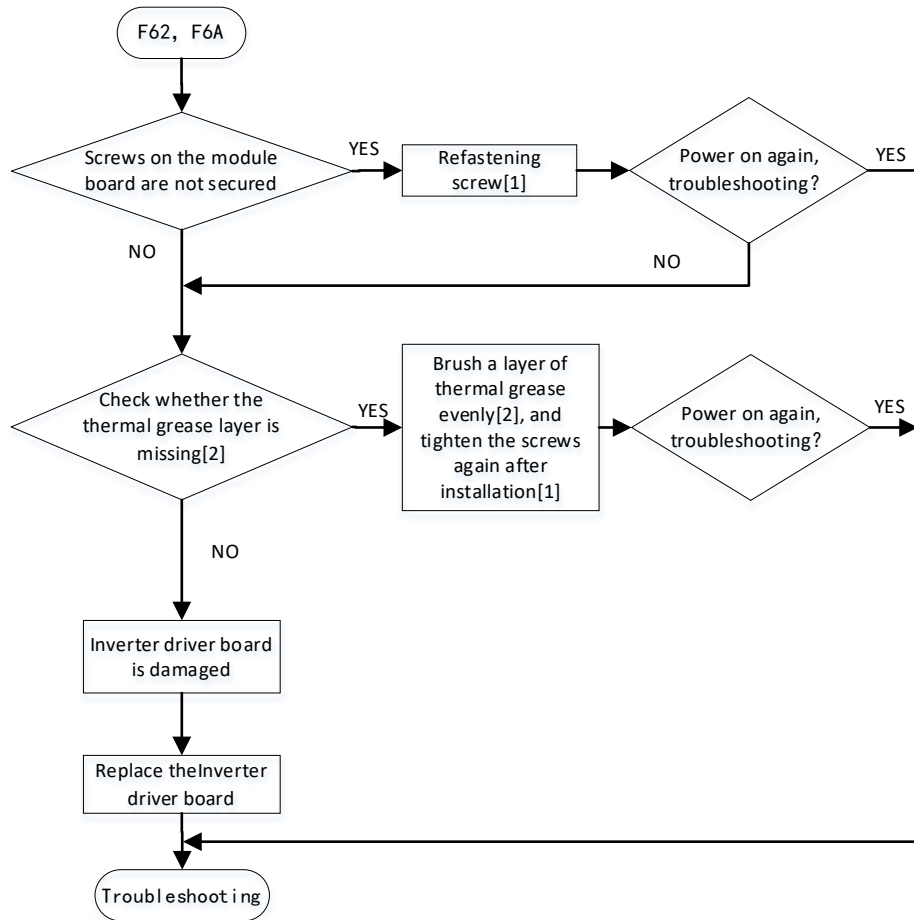 F62, F6A
Screws on the module
board are not secured
YES
Refastening
screw[1]
Power on again,
troubleshooting?
YES
NO
NO
Check whether the
thermal grease layer is
missing[2]
YES
Brush a layer of
thermal grease
evenly[2], and
tighten the screws
again after
installation[1]
Power on again,
troubleshooting?
YES
NO
Inverter driver board
is damaged
Replace theInverter
driver board
Troubleshooting